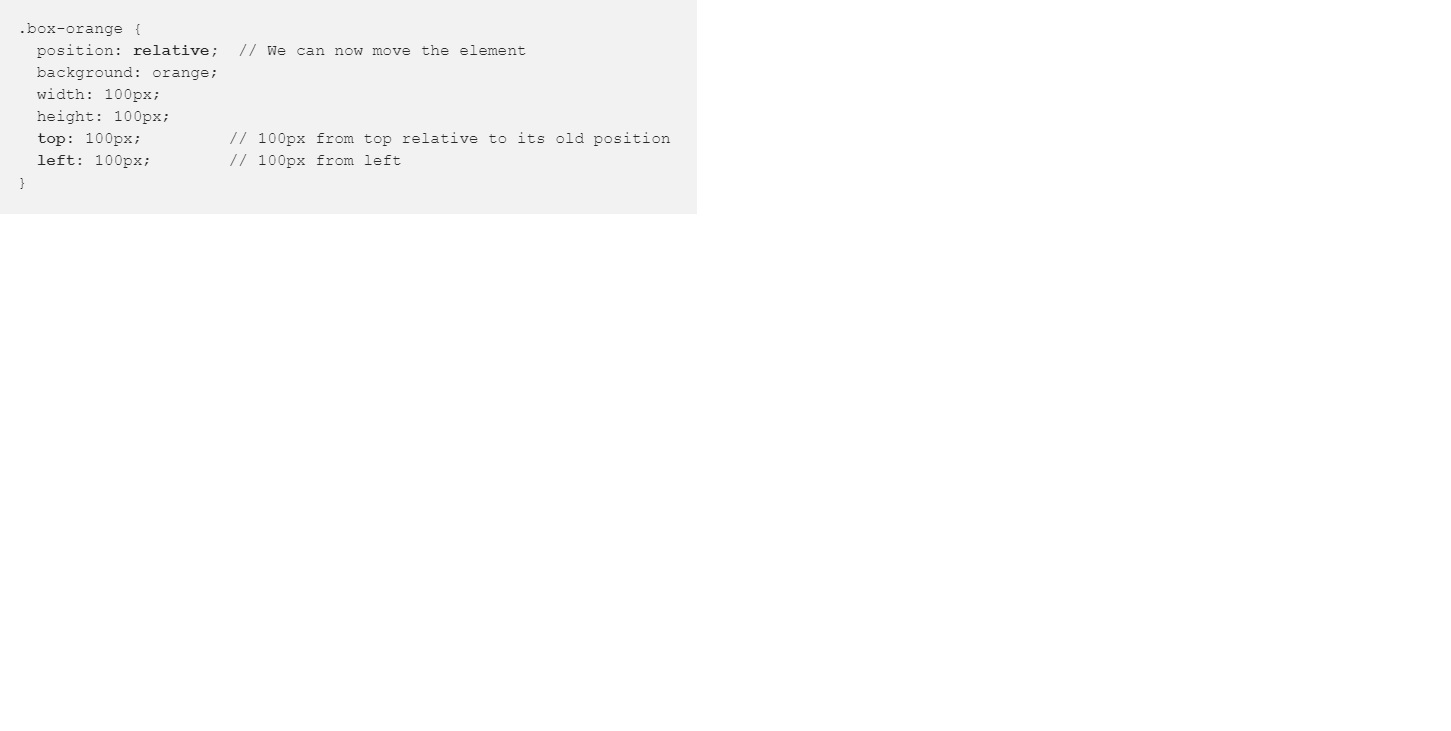 .box-orange {
  position: relative;  // We can now move the element
  background: orange;
  width: 100px;
  height: 100px;
  top: 100px;         // 100px from top relative to its old position
  left: 100px;        // 100px from left
}